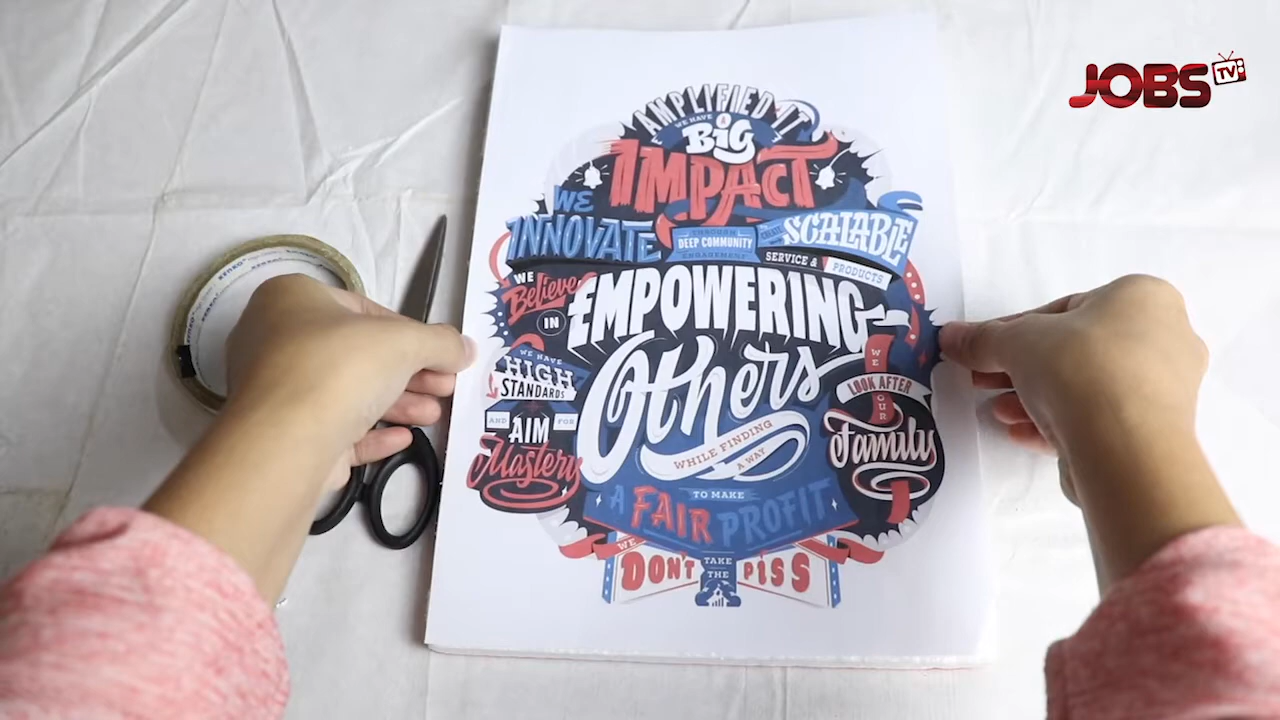 JOBS TV:
AMPLIFIED IT
WE HAVE A
BIG
IMPACT
WE
INNOVATE
THROUGH
DEEP COMMUNITY
ENGAGEMENT
SCALABLE
SERVICE &
PRODUCTS
WE
Believe
IN
EMPOWERING
Others
WHILE FINDING
A WAY
TO MAKE
A FAIR PROFIT
WE HAVE
HIGH
STANDARDS
AND AIM FOR
Mastery
WE
LOOK AFTER
OUR
Family
WE
DON'T TAKE THE PISS